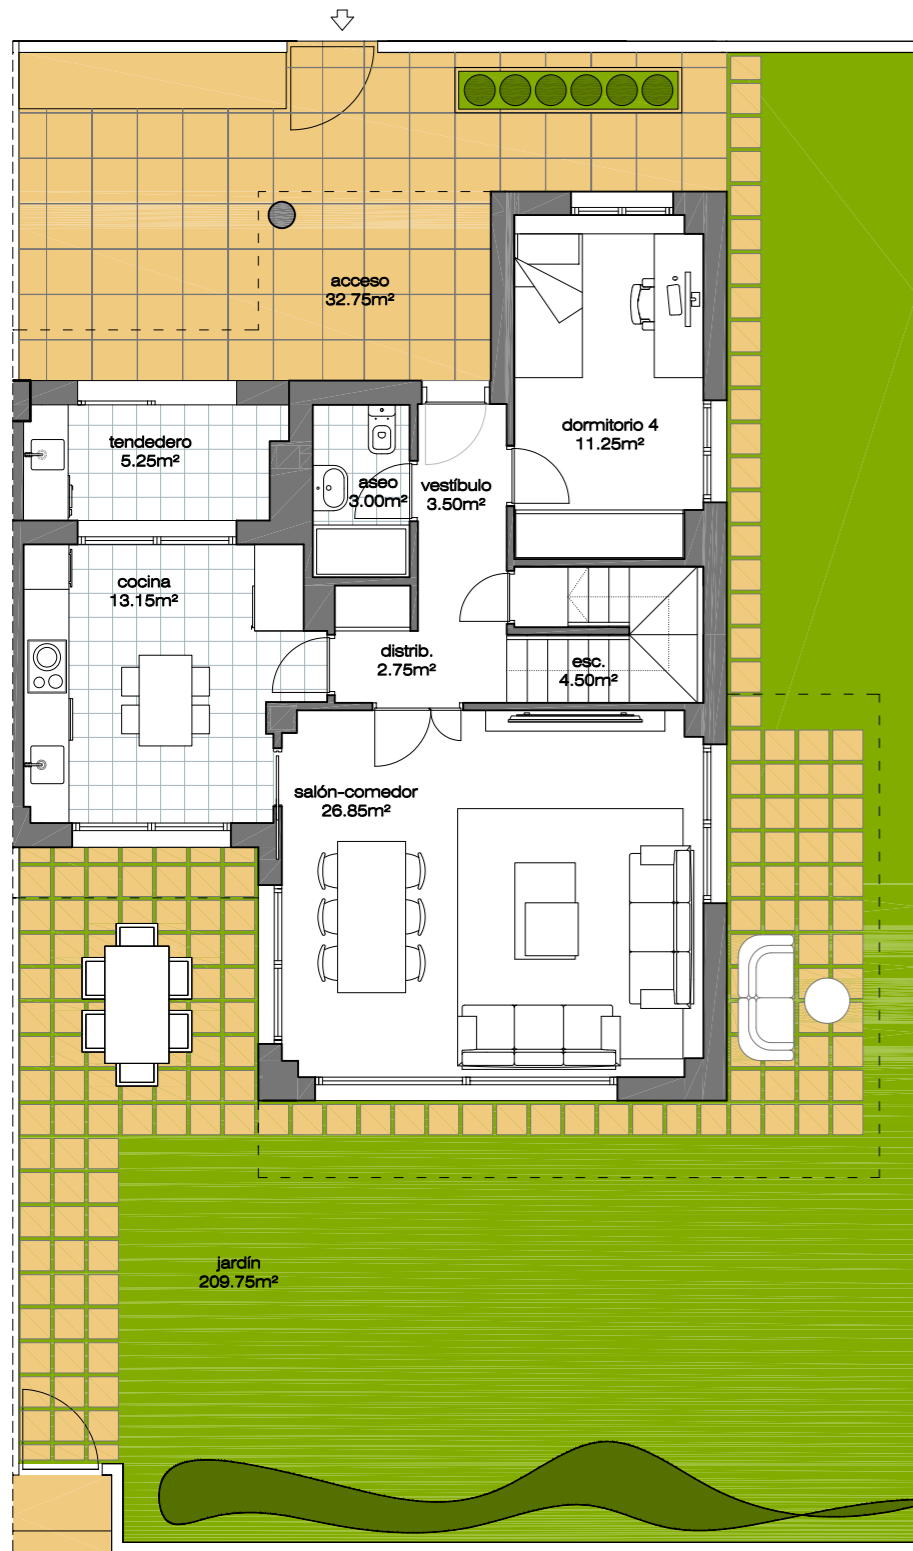 acceso
32.75m²
dormitorio 4
11.25m²
tendedero
5.25m²
aseo
3.00m²
vestíbulo
3.50m²
cocina
13.15m²
distrib.
2.75m²
esc.
4.50m²
salón-comedor
26.85m²
jardín
209.75m²